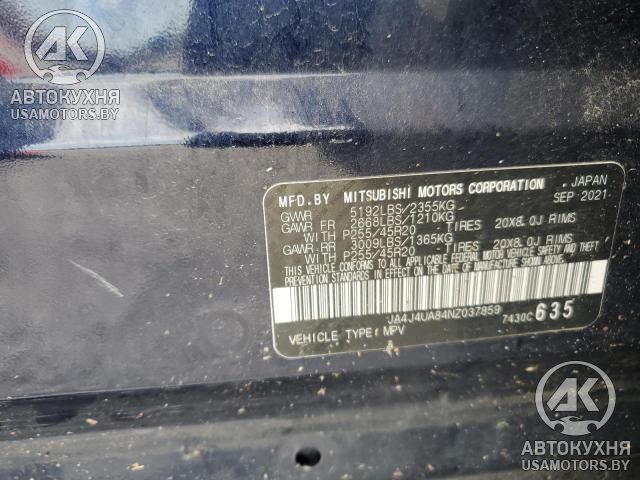 AK
АВТОКУХНЯ
USAMOTORS.BY
MFD.BY MITSUBISHI MOTORS CORPORATION JAPAN
GVWR 5192LBS/2355KG SEP 2021
GAWR FR 2668LBS/1210KG
WITH P255/45R20 TIRES 20X8.0J RIMS
GAWR RR 3009LBS/1365KG
WITH P255/45R20 TIRES 20X8.0J RIMS
THIS VEHICLE CONFORMS TO ALL APPLICABLE FEDERAL MOTOR VEHICLE SAFETY AND THEFT
PREVENTION STANDARDS IN EFFECT ON THE DATE OF MANUFACTURE SHOWN ABOVE.
JA4J4UA84NZ037859
7430C 635
VEHICLE TYPE: MPV
AK
АВТОКУХНЯ
USAMOTORS.BY